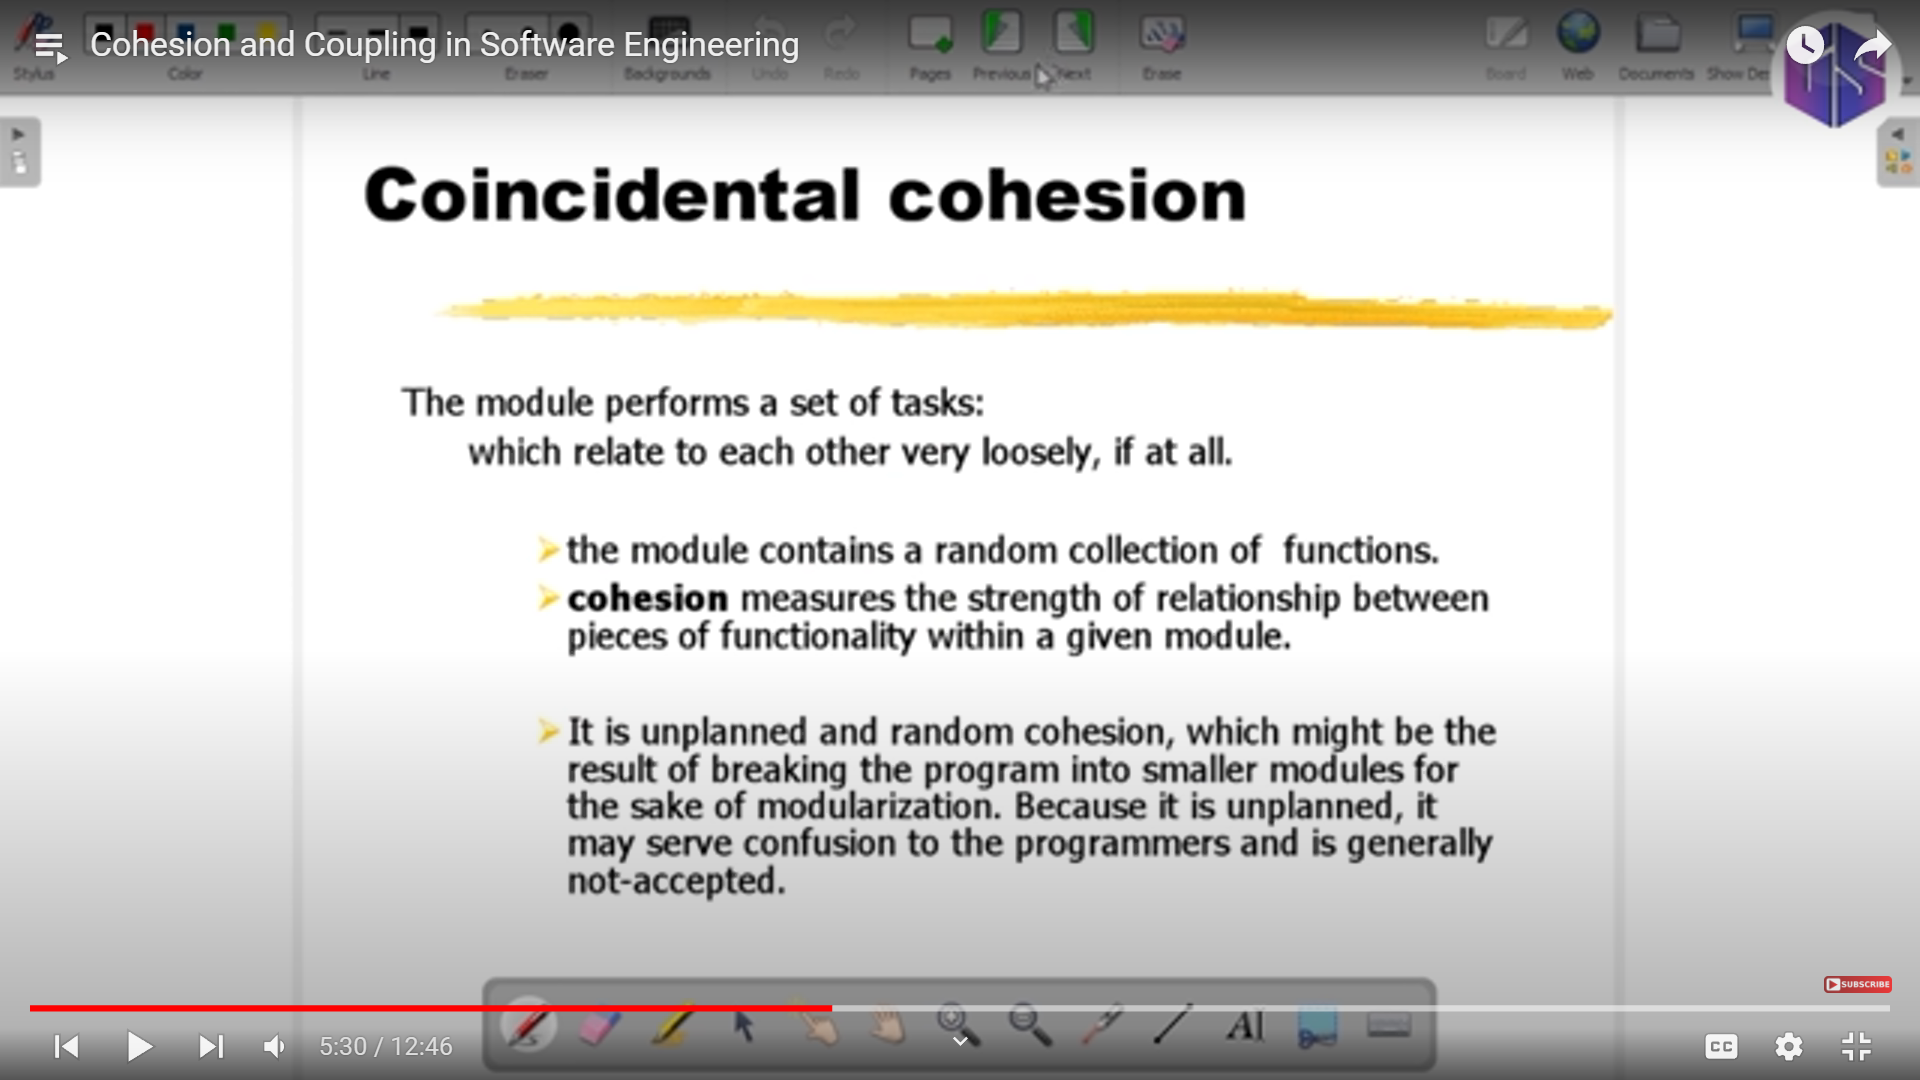 Cohesion and Coupling in Software Engineering
Stylus
Color
Line
Eraser
Backgrounds
Undo
Redo
Pages
Previous
Next
Erase
Board
Web
Documents
Coincidental cohesion
The module performs a set of tasks:
which relate to each other very loosely, if at all.
the module contains a random collection of functions.
cohesion measures the strength of relationship between
pieces of functionality within a given module.
It is unplanned and random cohesion, which might be the
result of breaking the program into smaller modules for
the sake of modularization. Because it is unplanned, it
may serve confusion to the programmers and is generally
not-accepted.
SUBSCRIBE
AI
5:30 / 12:46
CC